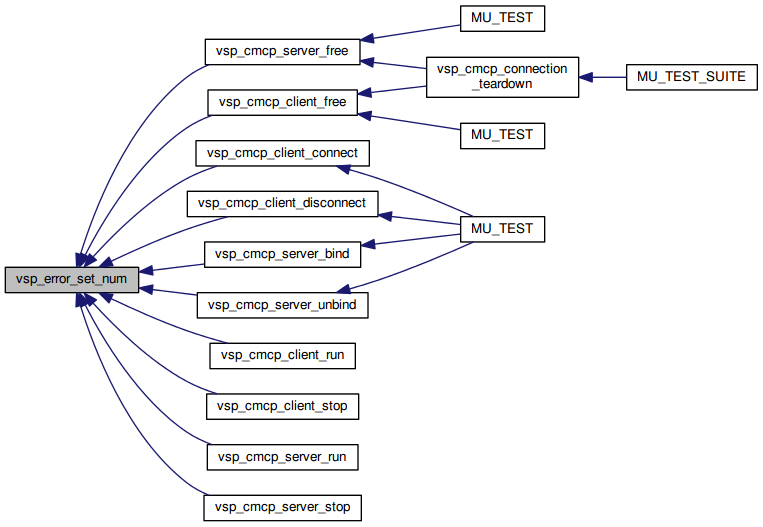 MU_TEST
vsp_cmcp_server_free
vsp_cmcp_connection
_teardown
MU_TEST_SUITE
vsp_cmcp_client_free
MU_TEST
vsp_cmcp_client_connect
vsp_cmcp_client_disconnect
MU_TEST
vsp_cmcp_server_bind
vsp_error_set_num
vsp_cmcp_server_unbind
vsp_cmcp_client_run
vsp_cmcp_client_stop
vsp_cmcp_server_run
vsp_cmcp_server_stop